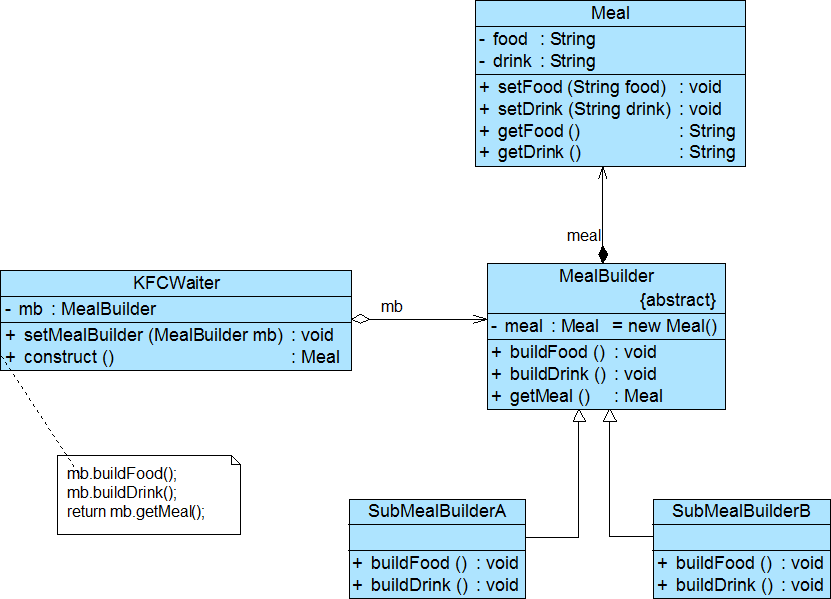 Meal
- food : String
- drink : String
+ setFood (String food) : void
+ setDrink (String drink) : void
+ getFood () : String
+ getDrink () : String
meal
KFCWaiter
- mb : MealBuilder
+ setMealBuilder (MealBuilder mb) : void
+ construct () : Meal
mb
MealBuilder
{abstract}
- meal : Meal = new Meal()
+ buildFood () : void
+ buildDrink () : void
+ getMeal () : Meal
mb.buildFood();
mb.buildDrink();
return mb.getMeal();
SubMealBuilderA
+ buildFood () : void
+ buildDrink () : void
SubMealBuilderB
+ buildFood () : void
+ buildDrink () : void